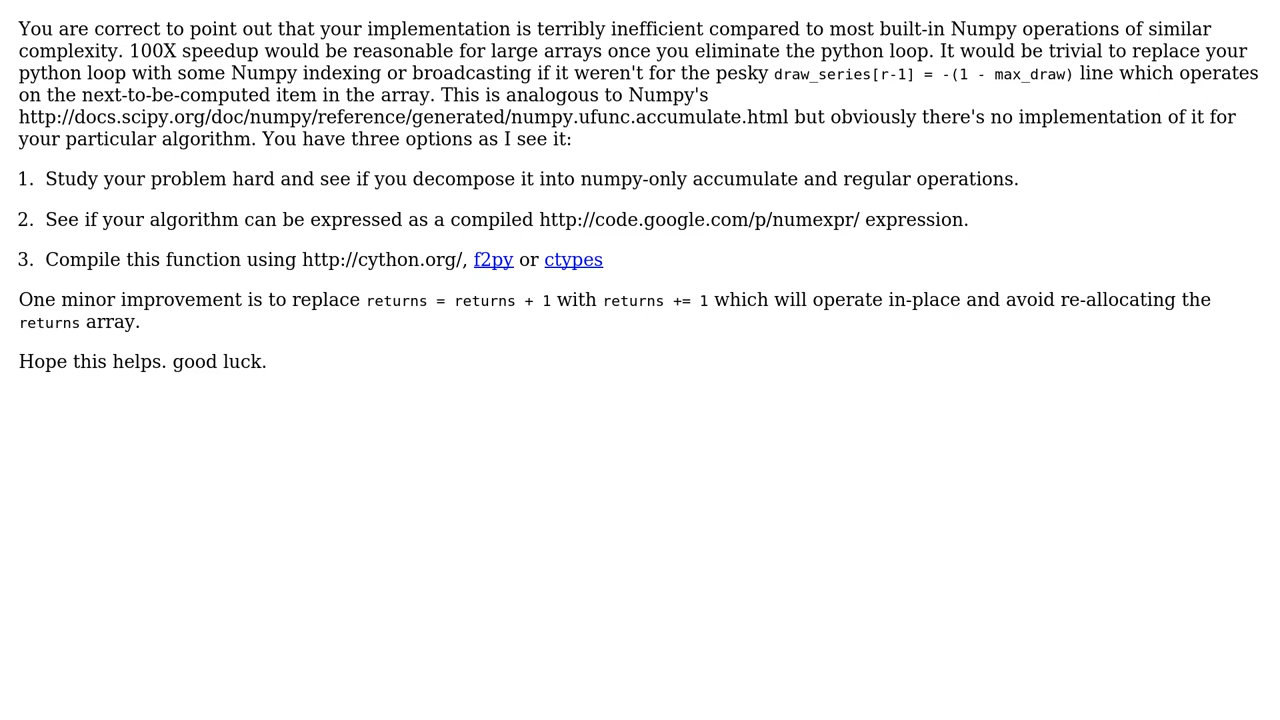 You are correct to point out that your implementation is terribly inefficient compared to most built-in Numpy operations of similar
complexity. 100X speedup would be reasonable for large arrays once you eliminate the python loop. It would be trivial to replace your
python loop with some Numpy indexing or broadcasting if it weren't for the pesky draw_series[r-1] = -(1 - max_draw) line which operates
on the next-to-be-computed item in the array. This is analogous to Numpy's
http://docs.scipy.org/doc/numpy/reference/generated/numpy.ufunc.accumulate.html but obviously there's no implementation of it for
your particular algorithm. You have three options as I see it:
1. Study your problem hard and see if you decompose it into numpy-only accumulate and regular operations.
2. See if your algorithm can be expressed as a compiled http://code.google.com/p/numexpr/ expression.
3. Compile this function using http://cython.org/, f2py or ctypes
One minor improvement is to replace returns = returns + 1 with returns += 1 which will operate in-place and avoid re-allocating the
returns array.
Hope this helps. good luck.